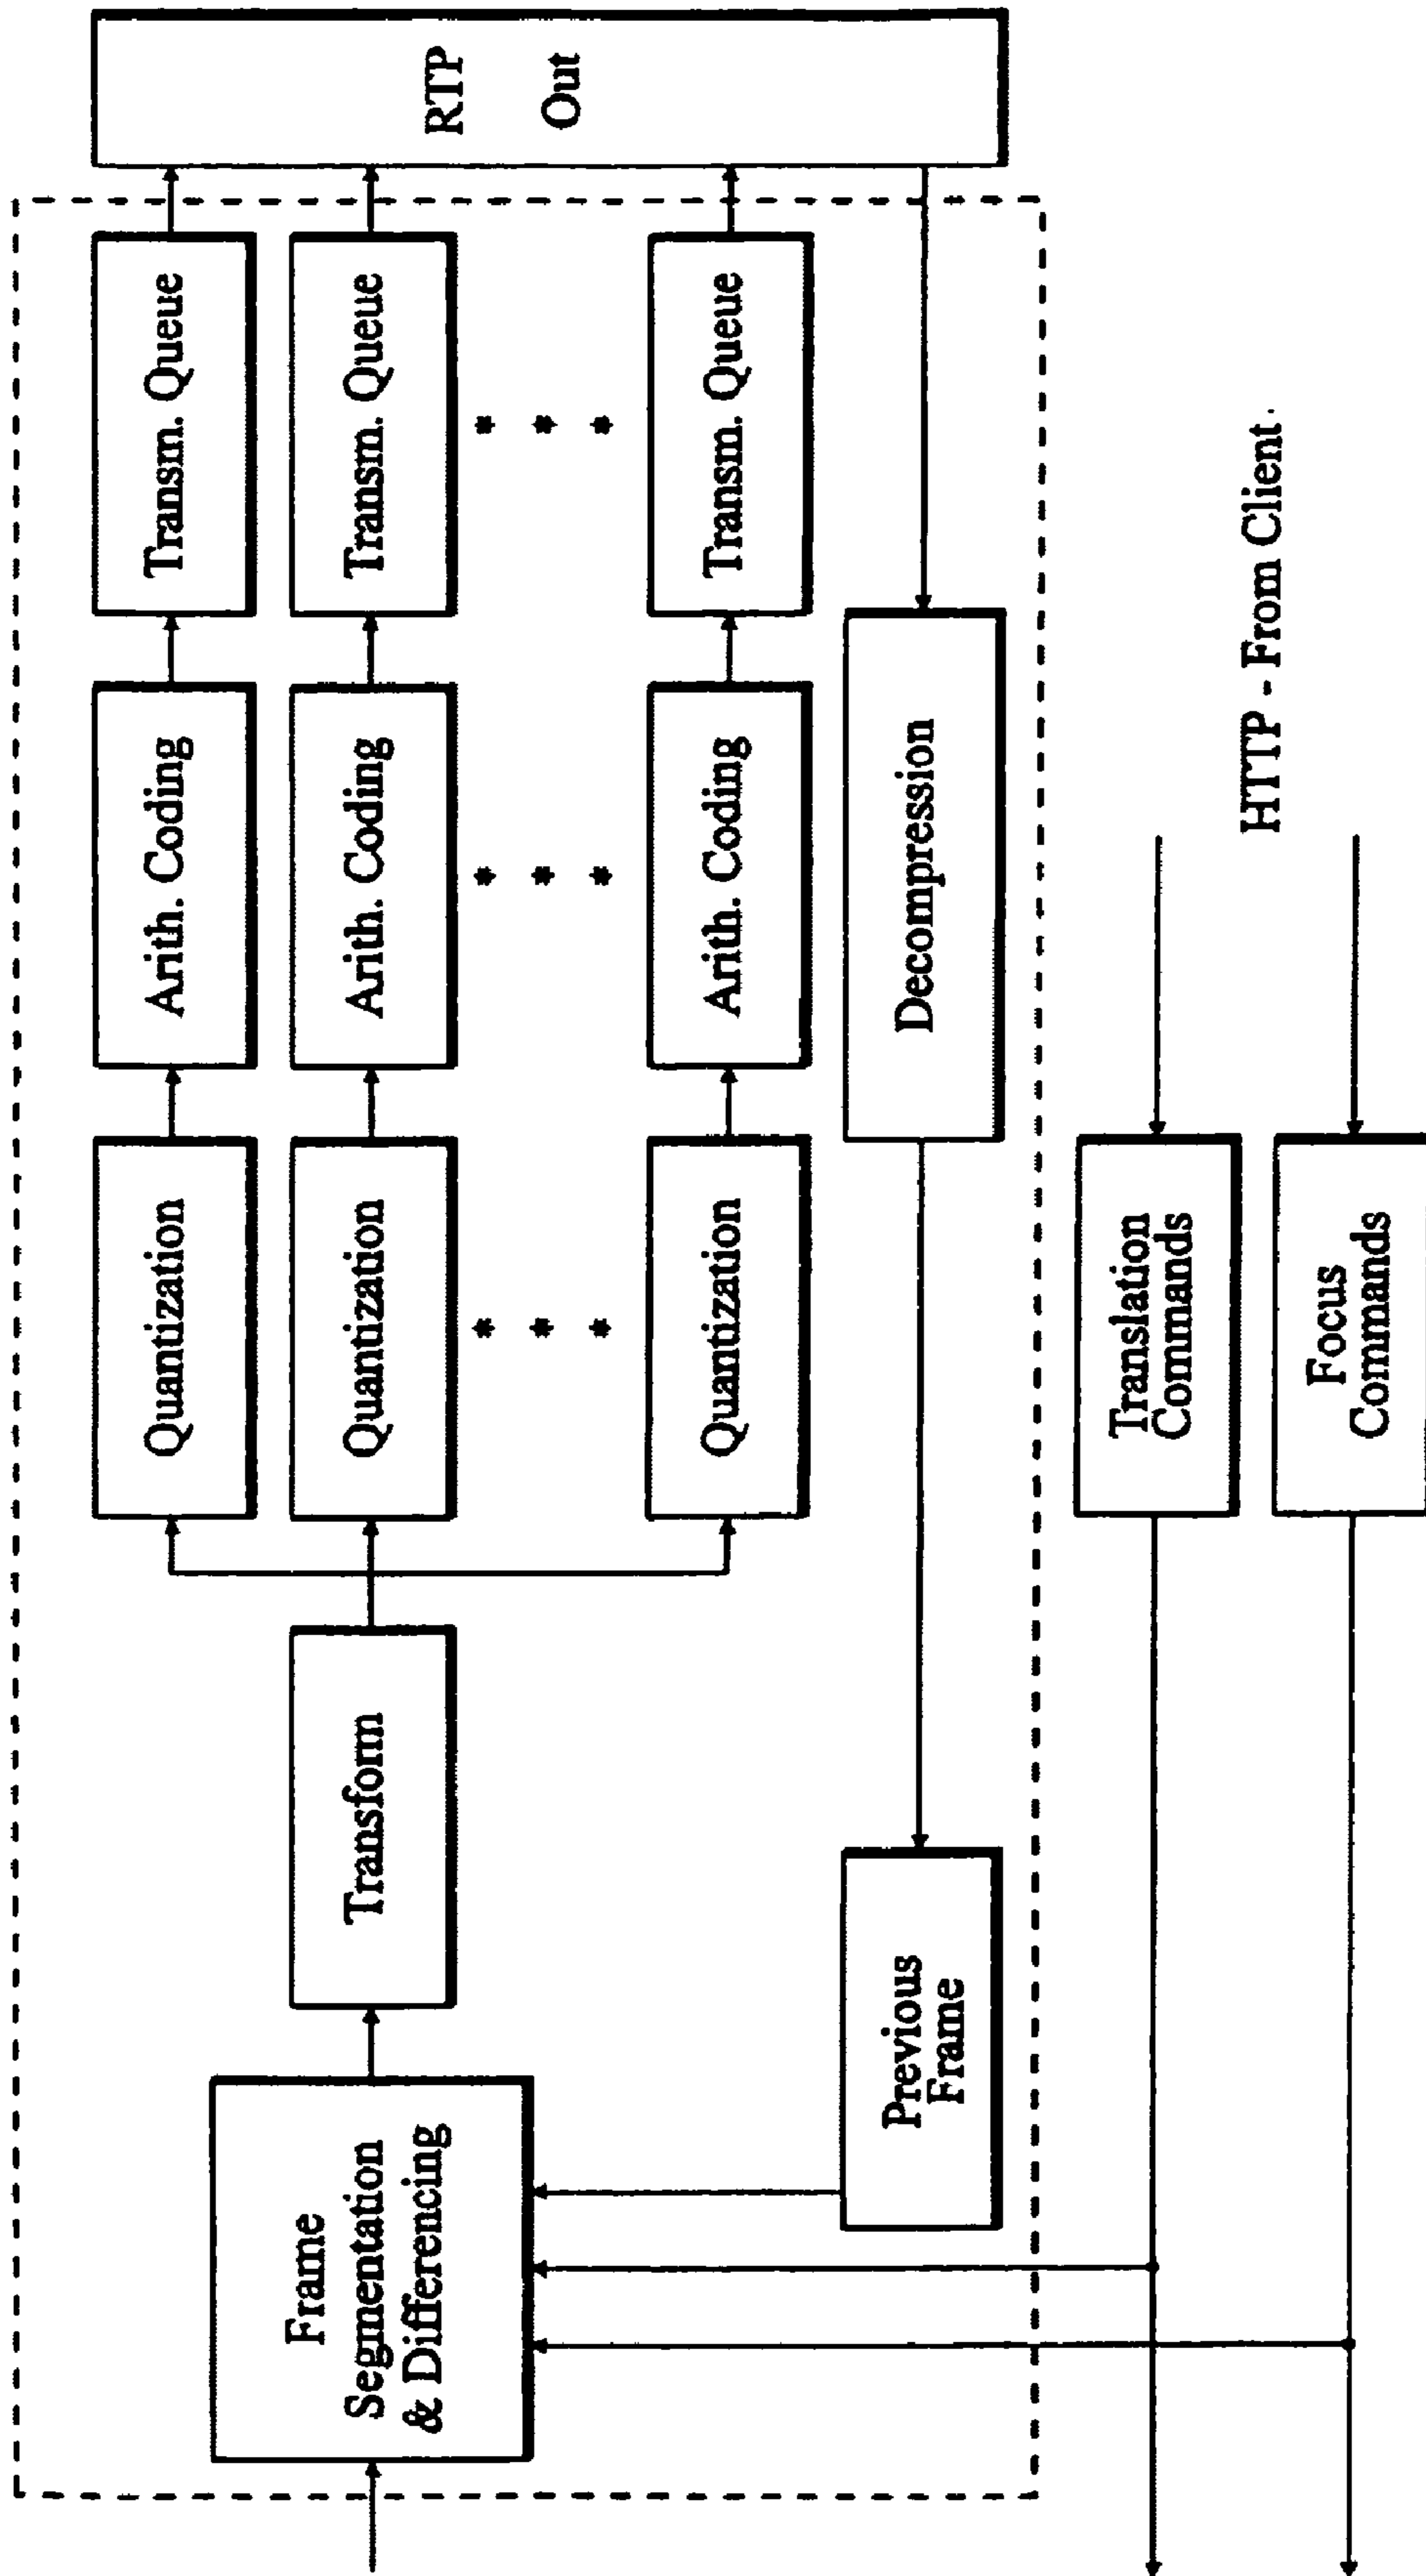 Frame
Segmentation
& Differencing
Transform
Quantization
Quantization
* * *
Quantization
Arith. Coding
Arith. Coding
* * *
Arith. Coding
Transm. Queue
Transm. Queue
* * *
Transm. Queue
RTP
Out
Previous
Frame
Decompression
Translation
Commands
Focus
Commands
HTTP - From Client